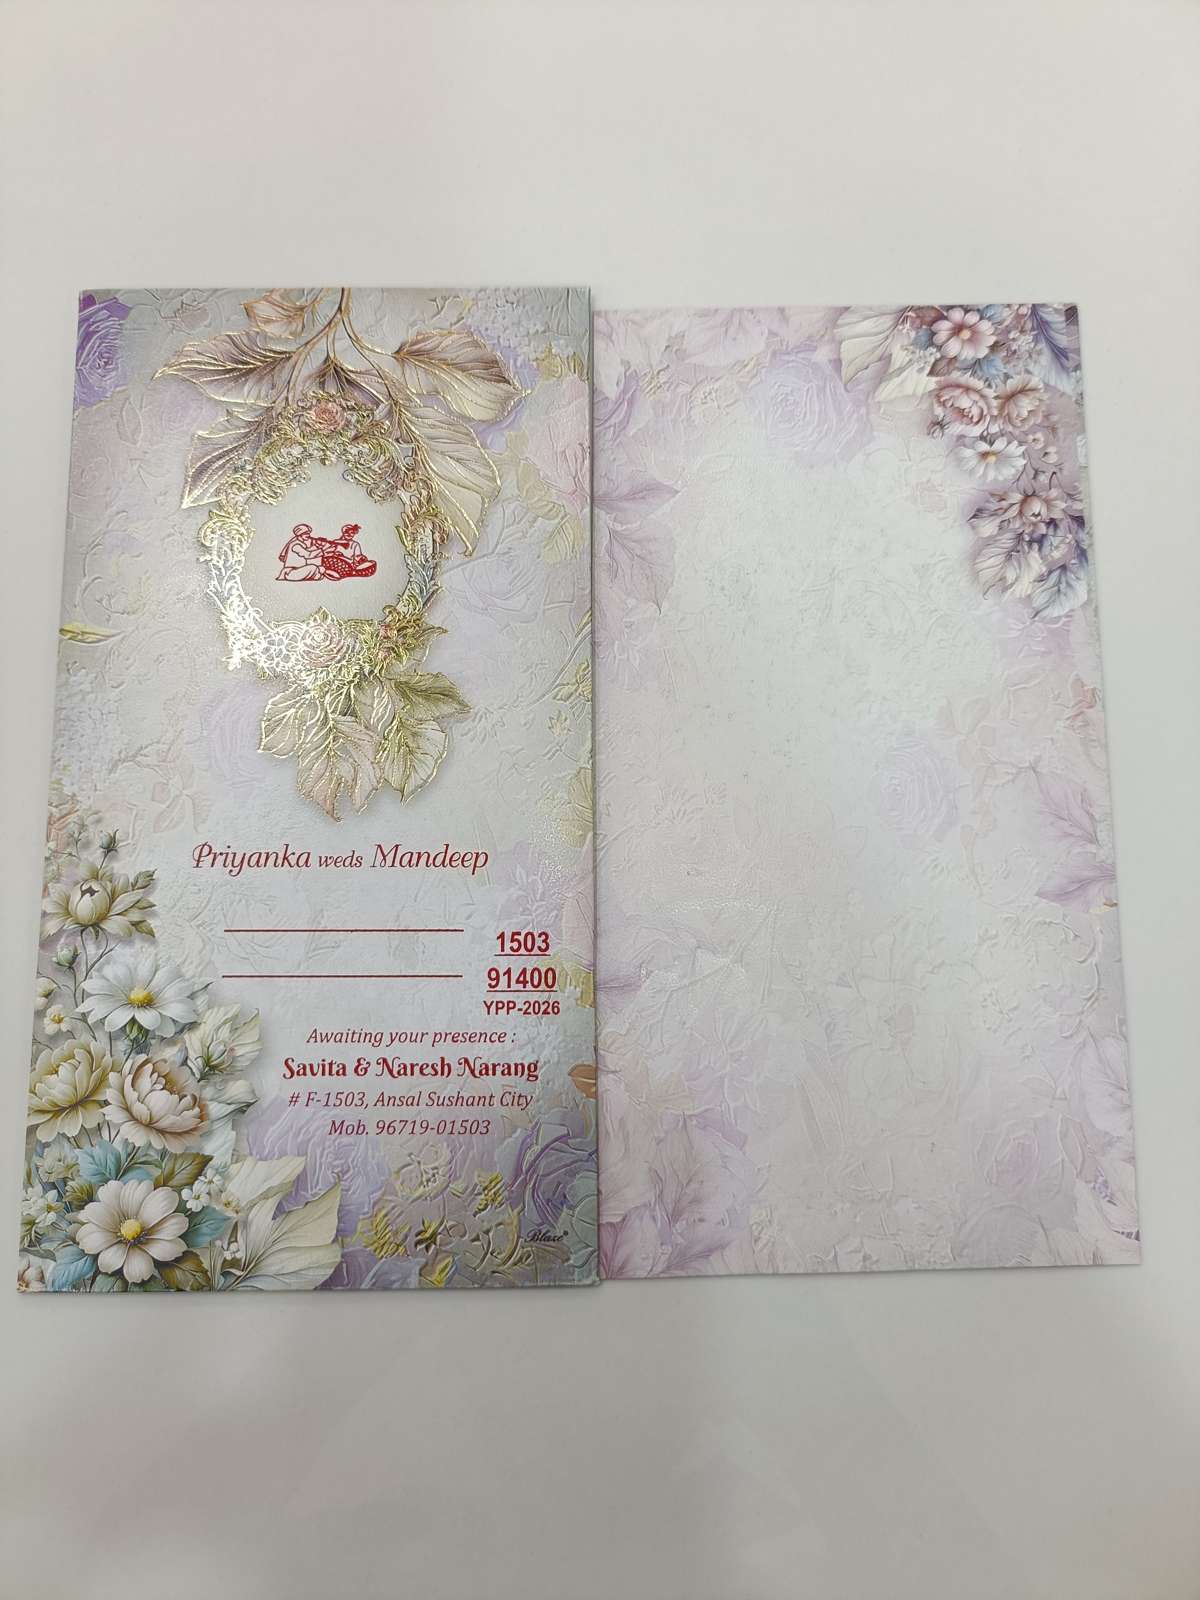 Priyanka weds Mandeep
1503
91400
YPP-2026
Awaiting your presence :
Savita & Naresh Narang
# F-1503, Ansal Sushant City
Mob. 96719-01503
Blaze®